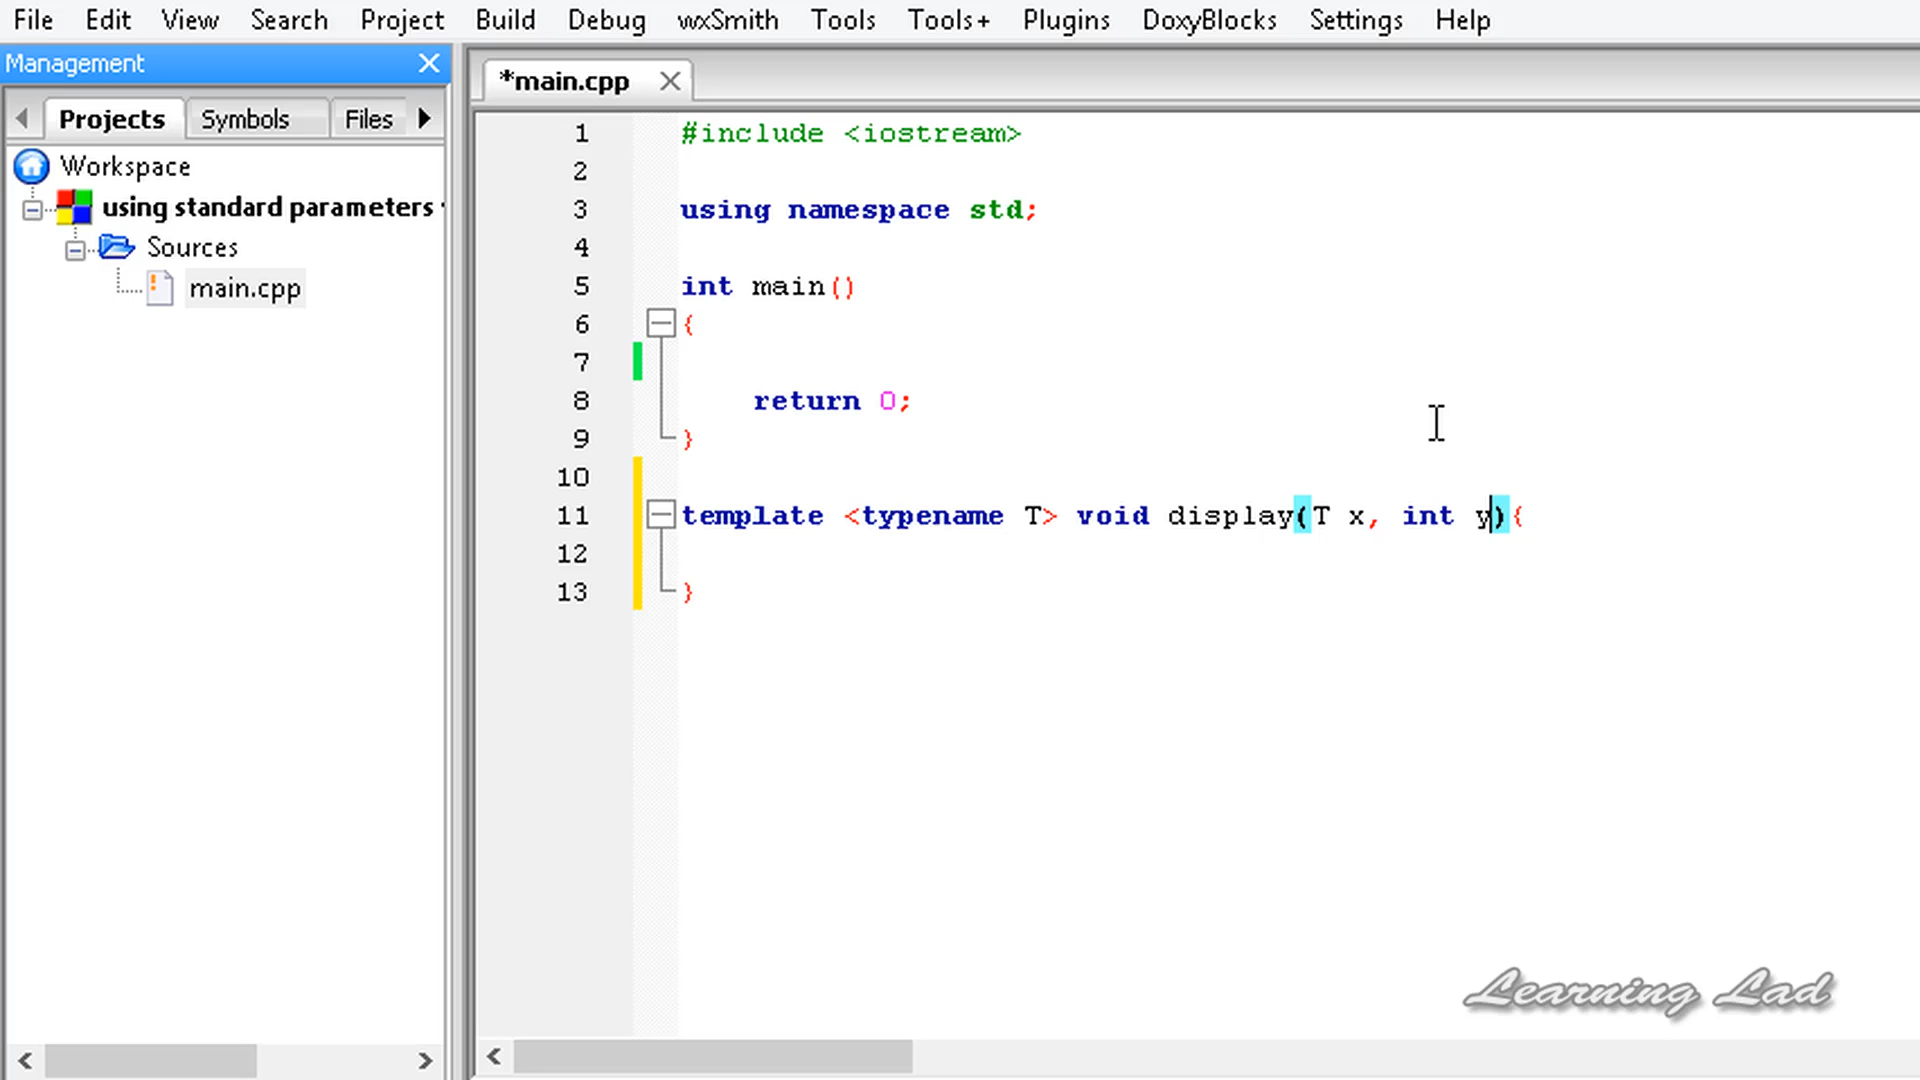 File Edit View Search Project Build Debug wxSmith Tools Tools+ Plugins DoxyBlocks Settings Help
Management
Projects Symbols Files
Workspace
using standard parameters
Sources
main.cpp
*main.cpp
1 #include <iostream>
2
3 using namespace std;
4
5 int main()
6 {
7
8 return 0;
9 }
10
11 template <typename T> void display(T x, int y){
12
13 }
Learning Lad